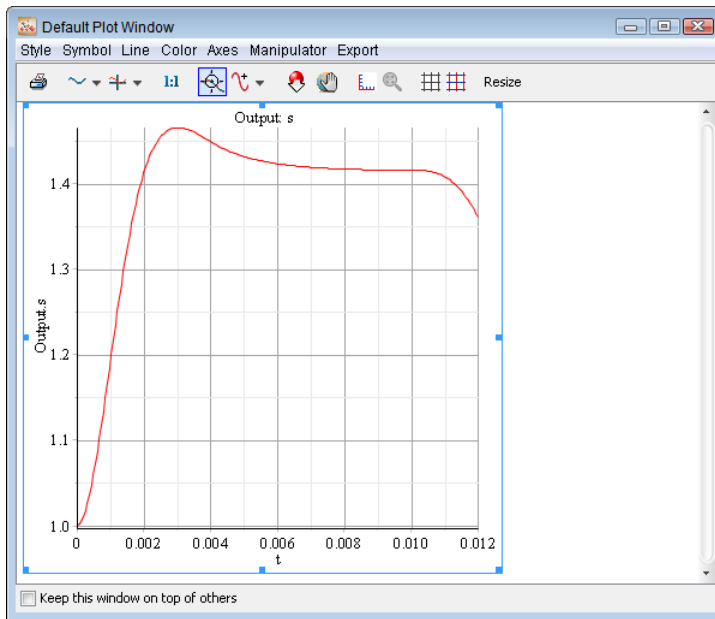 Default Plot Window
Style Symbol Line Color Axes Manipulator Export
1:1 Resize
Output: s
1.4
1.3
Output.s
1.2
1.1
1.0
0 0.002 0.004 0.006 0.008 0.010 0.012
t
Keep this window on top of others